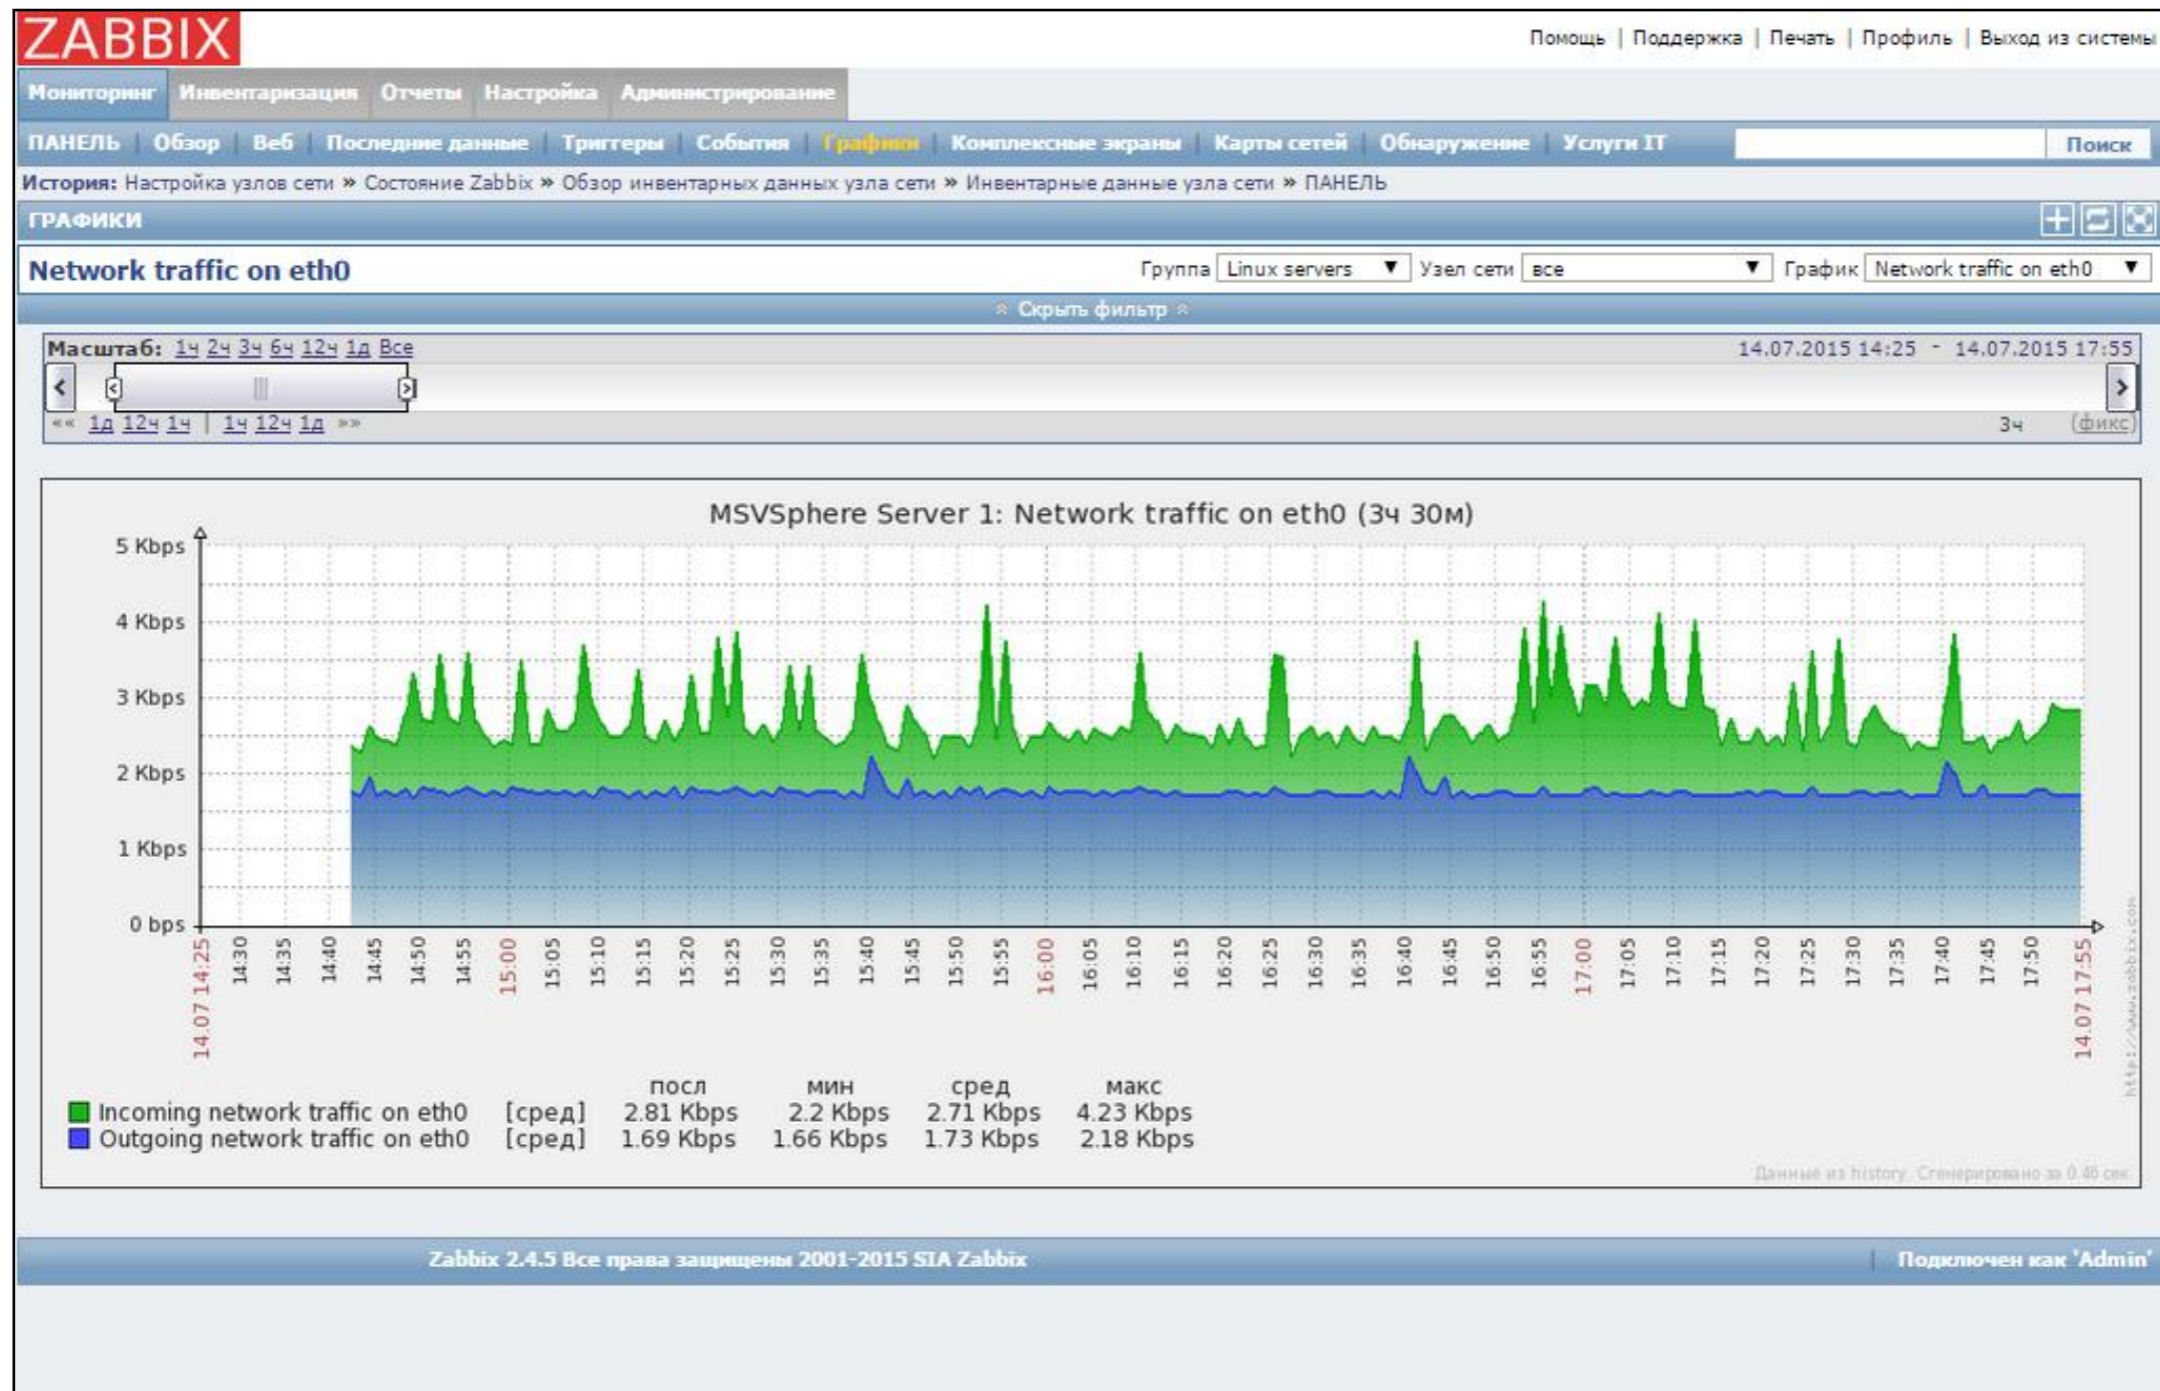 ZABBIX
Помощь | Поддержка | Печать | Профиль | Выход из системы
Мониторинг Инвентаризация Отчеты Настройка Администрирование
ПАНЕЛЬ | Обзор | Веб | Последние данные | Триггеры | События | Графики | Комплексные экраны | Карты сетей | Обнаружение | Услуги IT Поиск
История: Настройка узлов сети » Состояние Zabbix » Обзор инвентарных данных узла сети » Инвентарные данные узла сети » ПАНЕЛЬ
ГРАФИКИ
Network traffic on eth0 Группа Linux servers Узел сети все График Network traffic on eth0
Скрыть фильтр
Масштаб: 1ч 2ч 3ч 6ч 12ч 1д Все 14.07.2015 14:25 - 14.07.2015 17:55
«« 1д 12ч 1ч | 1ч 12ч 1д »» 3ч (фикс)
MSVSphere Server 1: Network traffic on eth0 (3ч 30м)
5 Kbps
4 Kbps
3 Kbps
2 Kbps
1 Kbps
0 bps
14.07 14:25 14:30 14:35 14:40 14:45 14:50 14:55 15:00 15:05 15:10 15:15 15:20 15:25 15:30 15:35 15:40 15:45 15:50 15:55 16:00 16:05 16:10 16:15 16:20 16:25 16:30 16:35 16:40 16:45 16:50 16:55 17:00 17:05 17:10 17:15 17:20 17:25 17:30 17:35 17:40 17:45 17:50 14.07 17:55
http://www.zabbix.com
посл мин сред макс
Incoming network traffic on eth0 [сред] 2.81 Kbps 2.2 Kbps 2.71 Kbps 4.23 Kbps
Outgoing network traffic on eth0 [сред] 1.69 Kbps 1.66 Kbps 1.73 Kbps 2.18 Kbps
Данные из history. Сгенерировано за 0.46 сек.
Zabbix 2.4.5 Все права защищены 2001-2015 SIA Zabbix | Подключен как 'Admin'